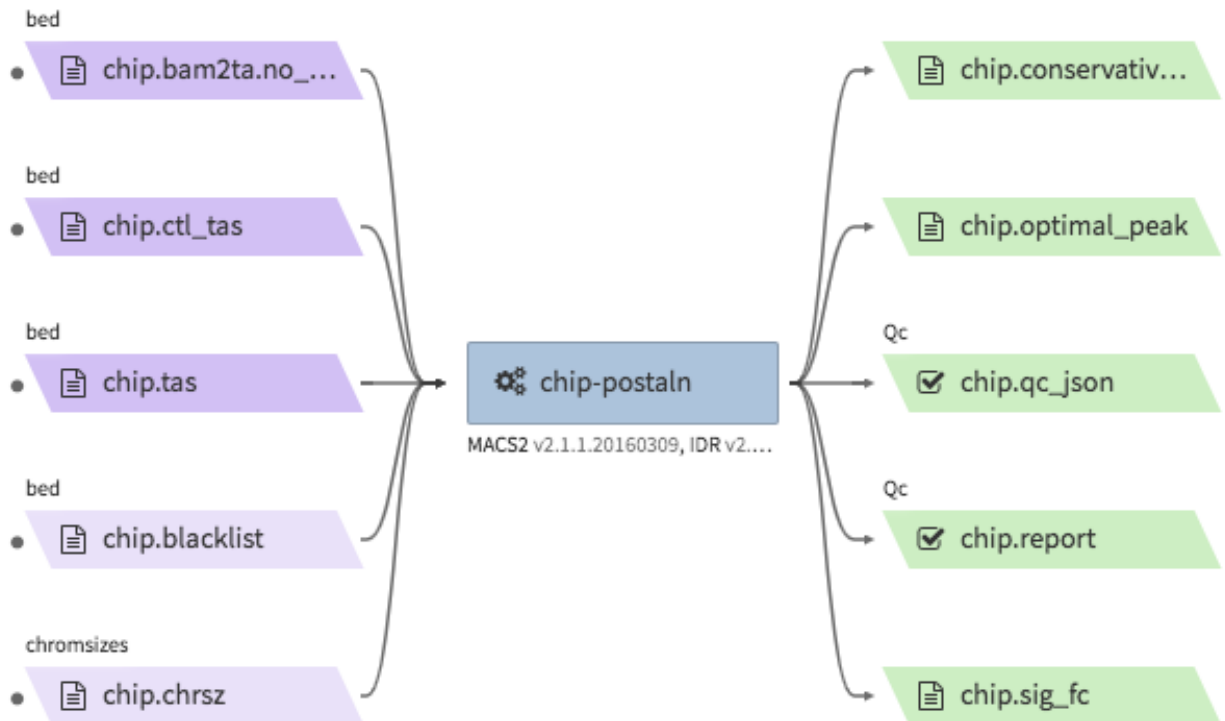 bed
chip.bam2ta.no_...
bed
chip.ctl_tas
bed
chip.tas
bed
chip.blacklist
chromsizes
chip.chrsz
chip-postaln
MACS2 v2.1.1.20160309, IDR v2....
chip.conservativ...
chip.optimal_peak
Qc
chip.qc_json
Qc
chip.report
chip.sig_fc